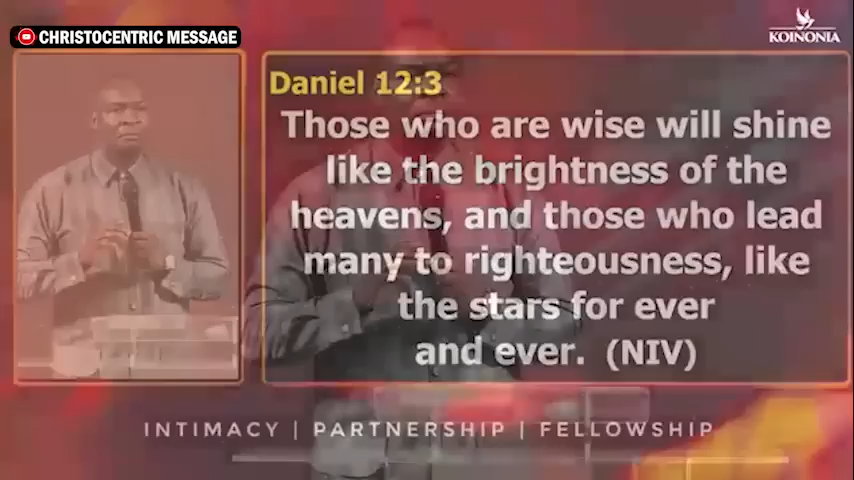 CHRISTOCENTRIC MESSAGE
KOINONIA
Daniel 12:3
Those who are wise will shine
like the brightness of the
heavens, and those who lead
many to righteousness, like
the stars for ever
and ever. (NIV)
INTIMACY | PARTNERSHIP | FELLOWSHIP